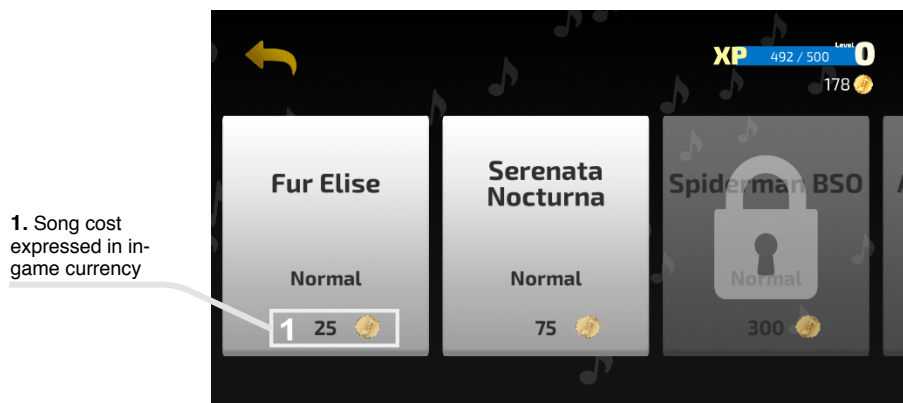 XP 492 / 500 Level 0
178
Fur Elise
Normal
1 25
Serenata
Nocturna
Normal
75
Spiderman BSO
Normal
300
1. Song cost
expressed in in-
game currency